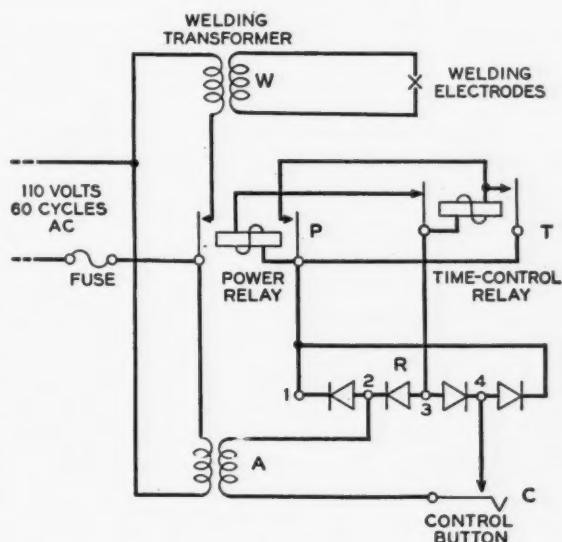 WELDING
TRANSFORMER
W
WELDING
ELECTRODES
110 VOLTS
60 CYCLES
AC
FUSE
P
POWER
RELAY
T
TIME-CONTROL
RELAY
R
1
2
3
4
A
C
CONTROL
BUTTON